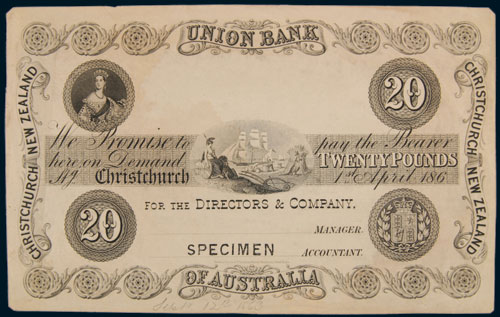 UNION BANK
CHRISTCHURCH NEW ZEALAND
CHRISTCHURCH NEW ZEALAND
20
We Promise to pay the Bearer
here, on Demand TWENTY POUNDS
Christchurch 1st April 186
FOR THE DIRECTORS & COMPANY.
20
MANAGER.
SPECIMEN ACCOUNTANT.
OF AUSTRALIA